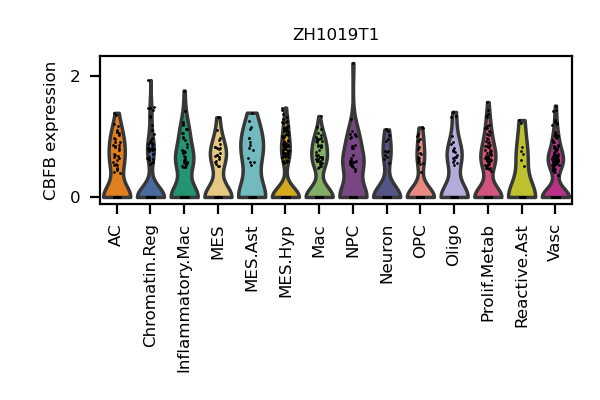 ZH1019T1
CBFB expression
2
0
AC
Chromatin.Reg
Inflammatory.Mac
MES
MES.Ast
MES.Hyp
Mac
NPC
Neuron
OPC
Oligo
Prolif.Metab
Reactive.Ast
Vasc